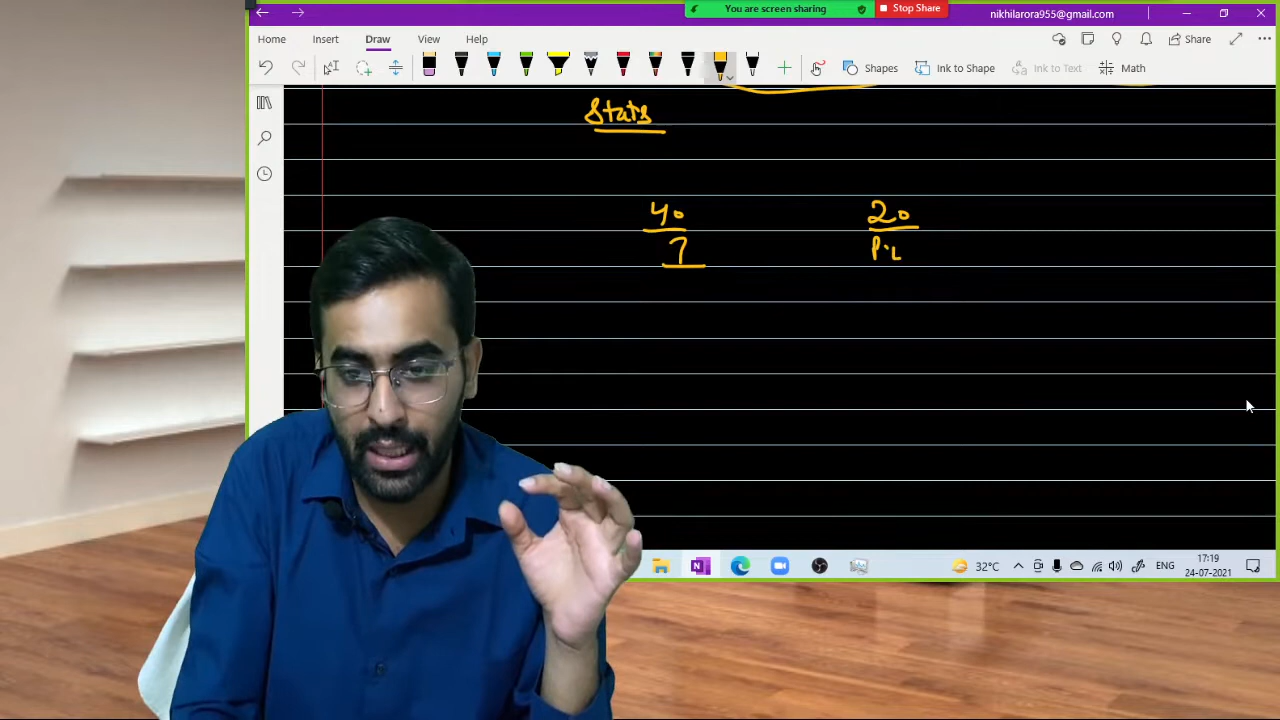 You are screen sharing Stop Share
nikhilarora955@gmail.com
Home Insert Draw View Help Share
Shapes Ink to Shape Ink to Text Math
Stats
40 20
7 PiL
32°C ENG 17:19
24-07-2021